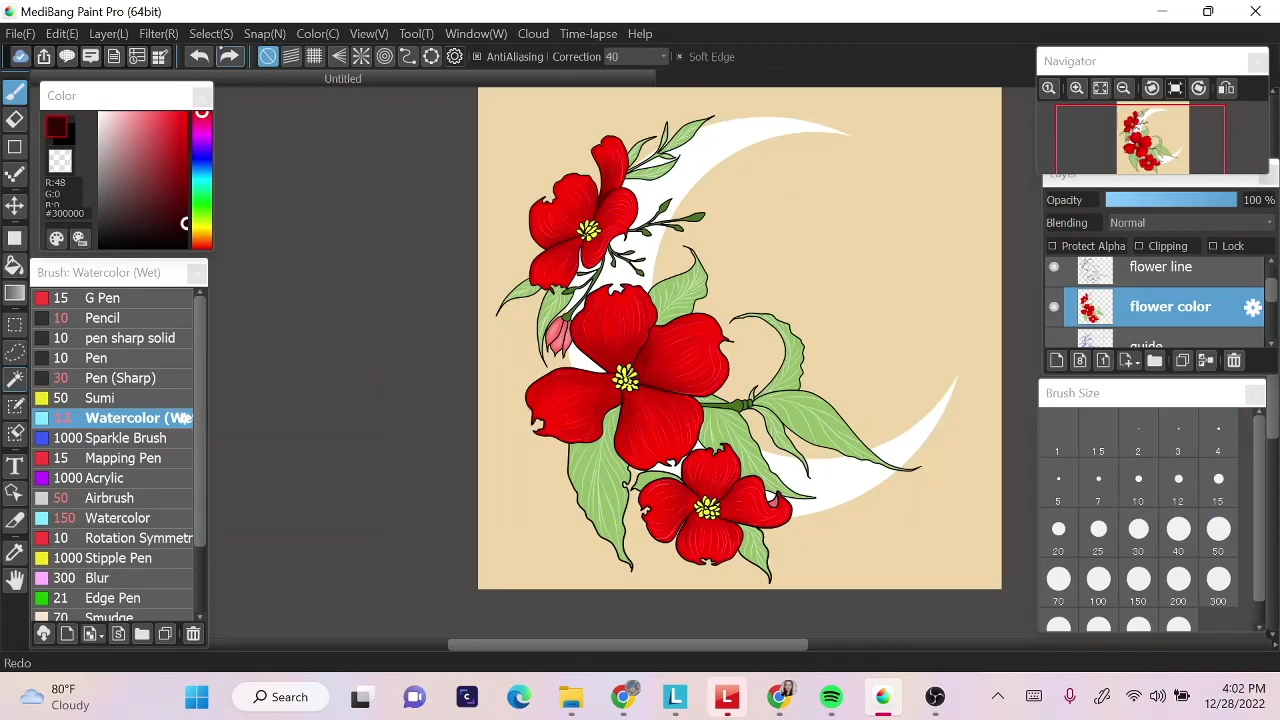 MediBang Paint Pro (64bit)
File(F) Edit(E) Layer(L) Filter(R) Select(S) Snap(N) Color(C) View(V) Tool(T) Window(W) Cloud Time-lapse Help
AntiAliasing Correction 40 Soft Edge
Untitled
Color
R:48
G:0
B:0
#300000
Brush: Watercolor (Wet)
15 G Pen
10 Pencil
10 pen sharp solid
10 Pen
30 Pen (Sharp)
50 Sumi
12 Watercolor (We
1000 Sparkle Brush
15 Mapping Pen
1000 Acrylic
50 Airbrush
150 Watercolor
10 Rotation Symmetr
1000 Stipple Pen
300 Blur
21 Edge Pen
70 Smudge
Navigator
Layer
Opacity 100 %
Blending Normal
Protect Alpha Clipping Lock
flower line
flower color
guide
Brush Size
1 1.5 2 3 4
5 7 10 12 15
20 25 30 40 50
70 100 150 200 300
Redo
80°F
Cloudy
Search
4:02 PM
12/28/2022